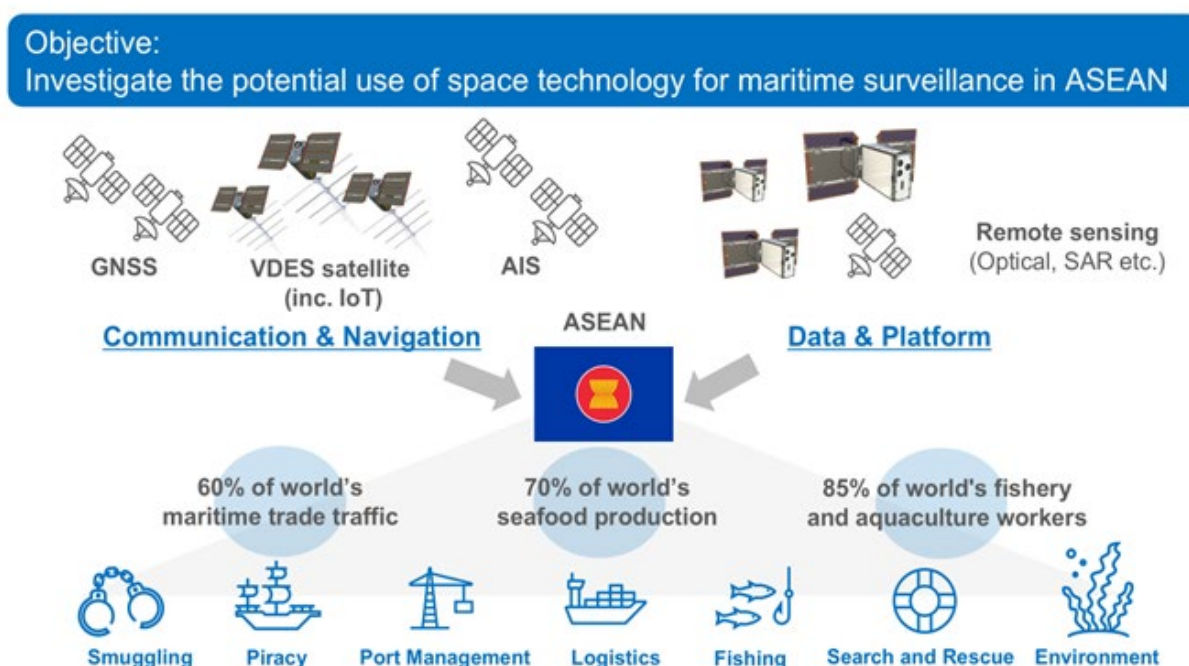 Objective:
Investigate the potential use of space technology for maritime surveillance in ASEAN
GNSS
VDES satellite
(inc. IoT)
AIS
Remote sensing
(Optical, SAR etc.)
Communication & Navigation
ASEAN
Data & Platform
60% of world's
maritime trade traffic
70% of world's
seafood production
85% of world's fishery
and aquaculture workers
Smuggling
Piracy
Port Management
Logistics
Fishing
Search and Rescue
Environment